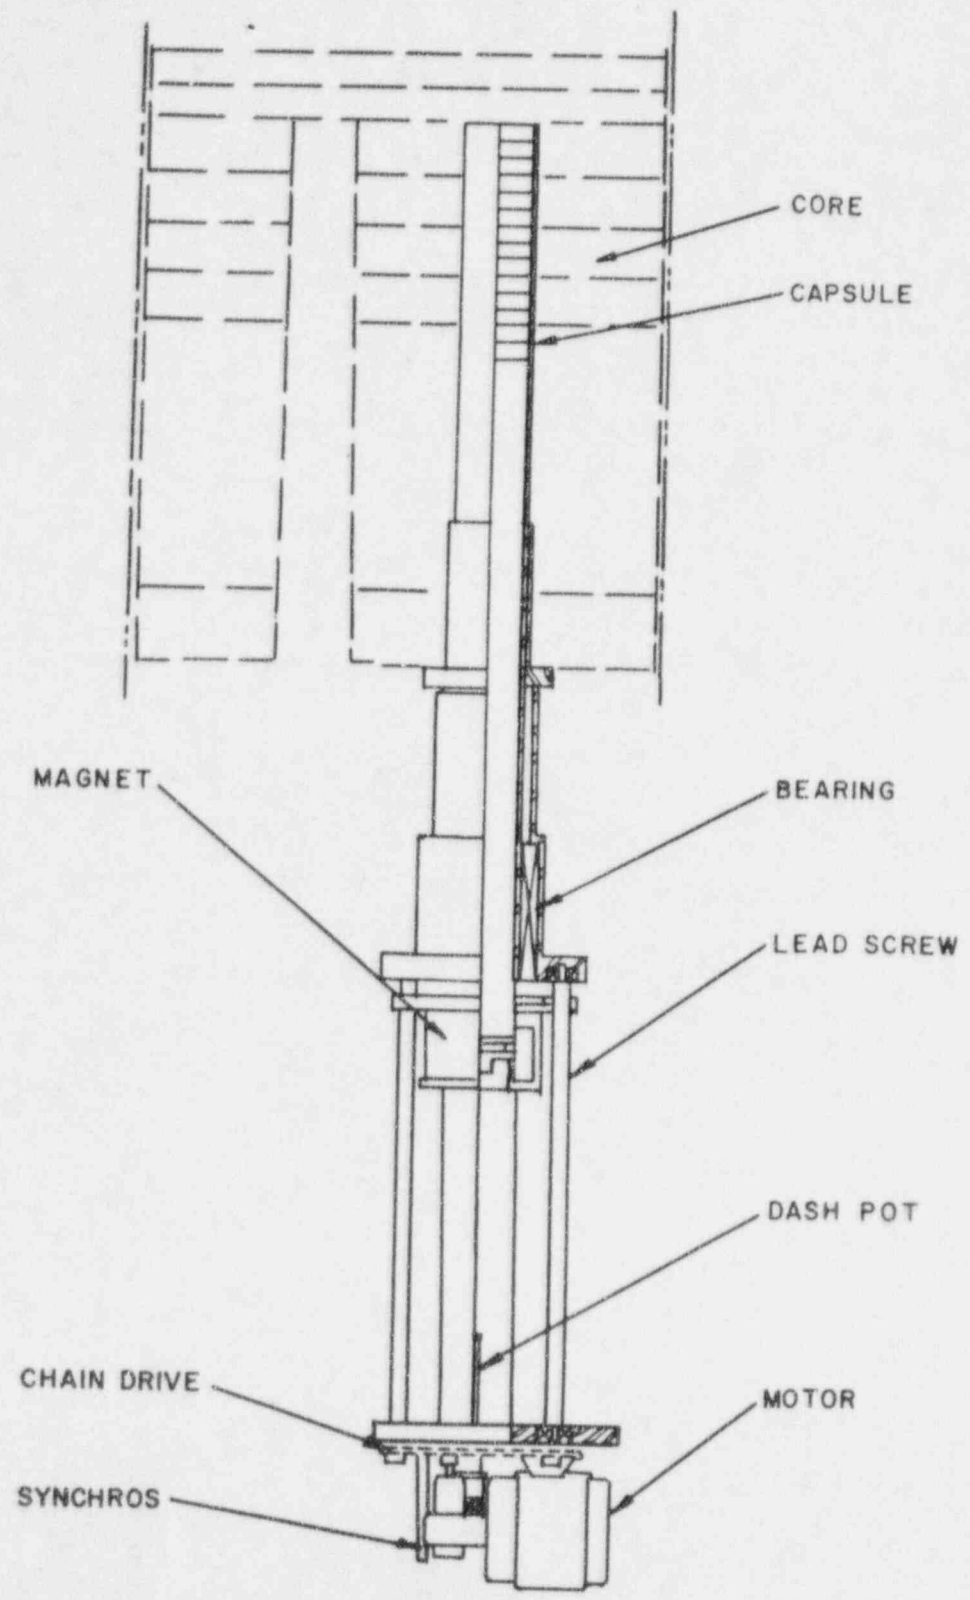 CORE
CAPSULE
MAGNET
BEARING
LEAD SCREW
DASH POT
CHAIN DRIVE
MOTOR
SYNCHROS